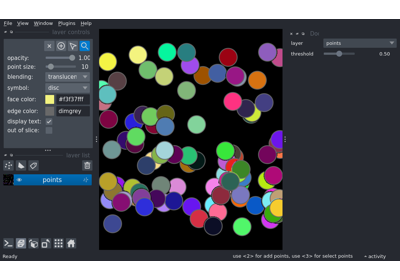 File View Window Plugins Help
layer controls
opacity: 1.00
point size: 10
blending: translucen
symbol: disc
face color: #f3f37fff
edge color: dimgrey
display text:
out of slice:
layer list
points
layer points
threshold 0.50
Ready
use <2> for add points, use <3> for select points
activity